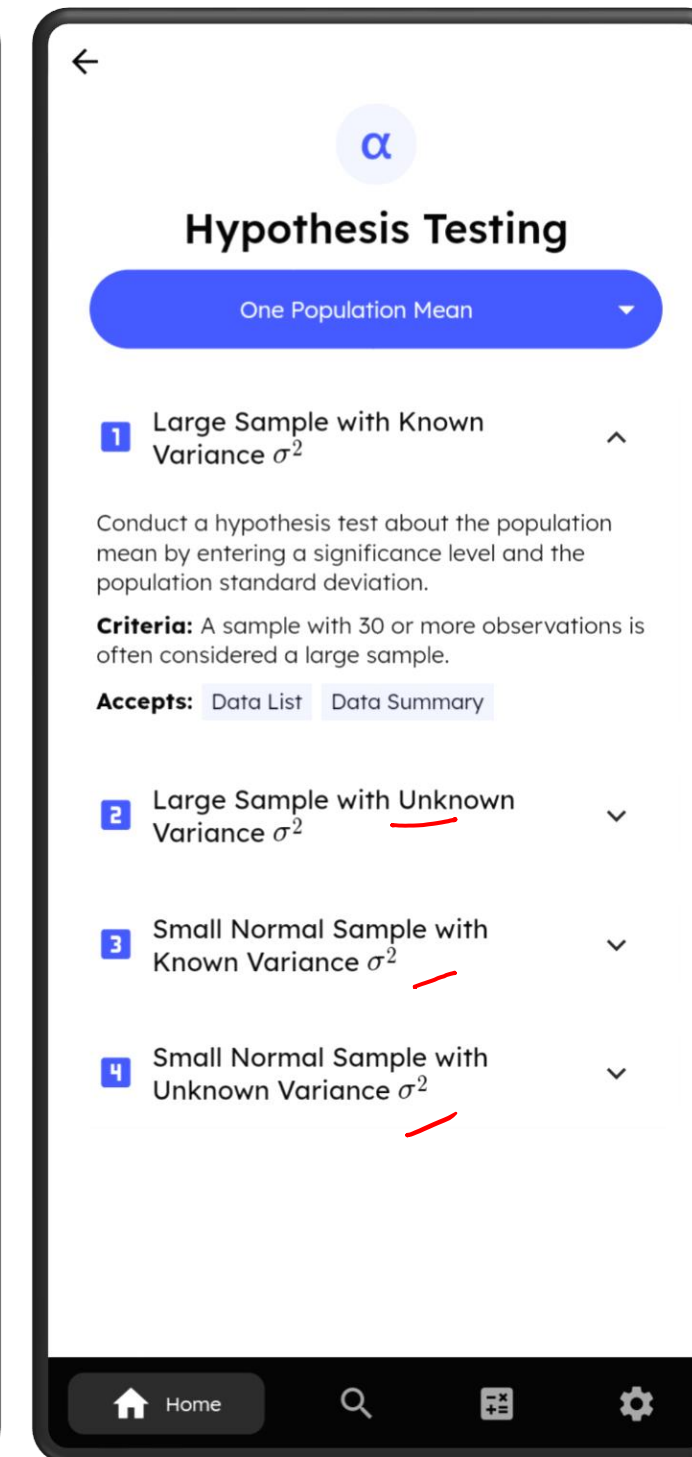 α
Hypothesis Testing
One Population Mean
1 Large Sample with Known
Variance σ²
Conduct a hypothesis test about the population
mean by entering a significance level and the
population standard deviation.
Criteria: A sample with 30 or more observations is
often considered a large sample.
Accepts: Data List Data Summary
2 Large Sample with Unknown
Variance σ²
3 Small Normal Sample with
Known Variance σ²
4 Small Normal Sample with
Unknown Variance σ²
Home